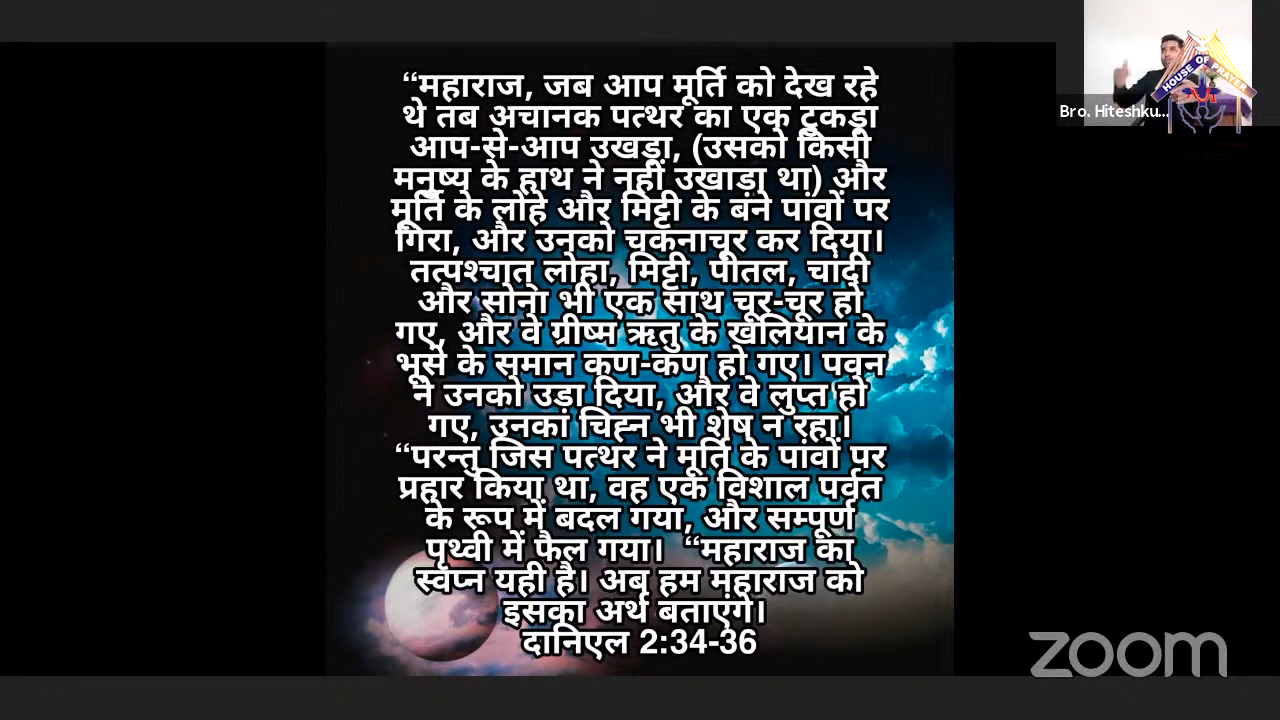 “महाराज, जब आप मूर्ति को देख रहे
थे तब अचानक पत्थर का एक टुकड़ा
आप-से-आप उखड़ा, (उसको किसी
मनुष्य के हाथ ने नहीं उखाड़ा था) और
मूर्ति के लोहे और मिट्टी के बने पांवों पर
गिरा, और उनको चकनाचूर कर दिया।
तत्पश्चात् लोहा, मिट्टी, पीतल, चांदी
और सोना भी एक साथ चूर-चूर हो
गए, और वे ग्रीष्म ऋतु के खलियान के
भूसे के समान कण-कण हो गए। पवन
ने उनको उड़ा दिया, और वे लुप्त हो
गए, उनका चिह्न भी शेष न रहा।
“परन्तु जिस पत्थर ने मूर्ति के पांवों पर
प्रहार किया था, वह एक विशाल पर्वत
के रूप में बदल गया, और सम्पूर्ण
पृथ्वी में फैल गया। “महाराज का
स्वप्न यही है। अब हम महाराज को
इसका अर्थ बताएंगे।
दानिएल 2:34-36
HOUSE OF PRAYER
Bro. Hiteshku...
zoom